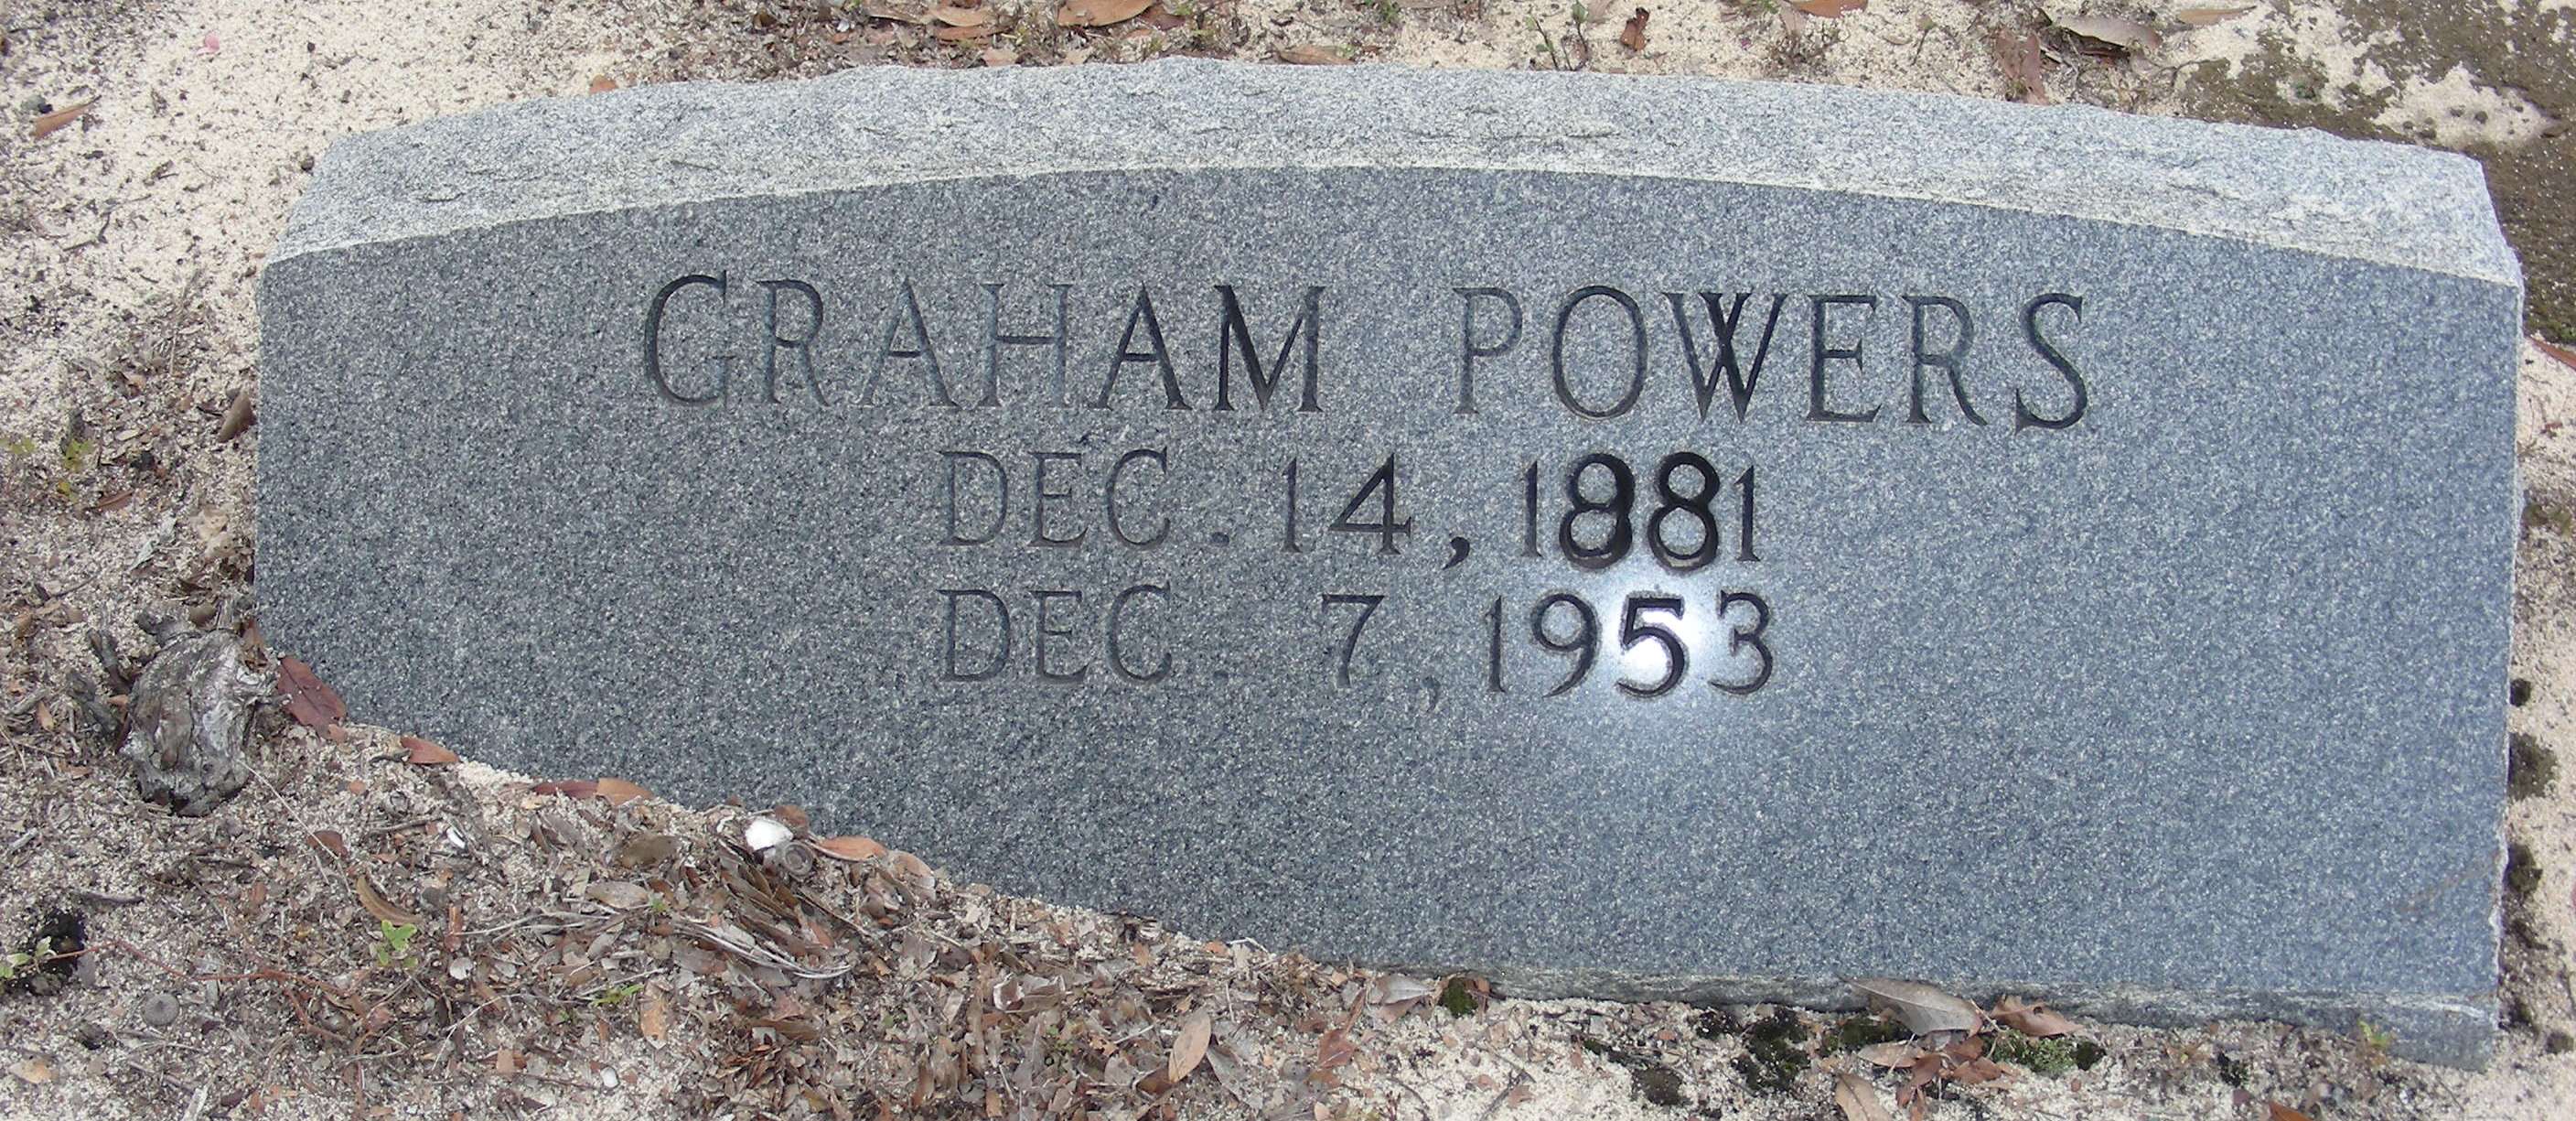 GRAHAM POWERS
DEC. 14, 1881
DEC. 7, 1953